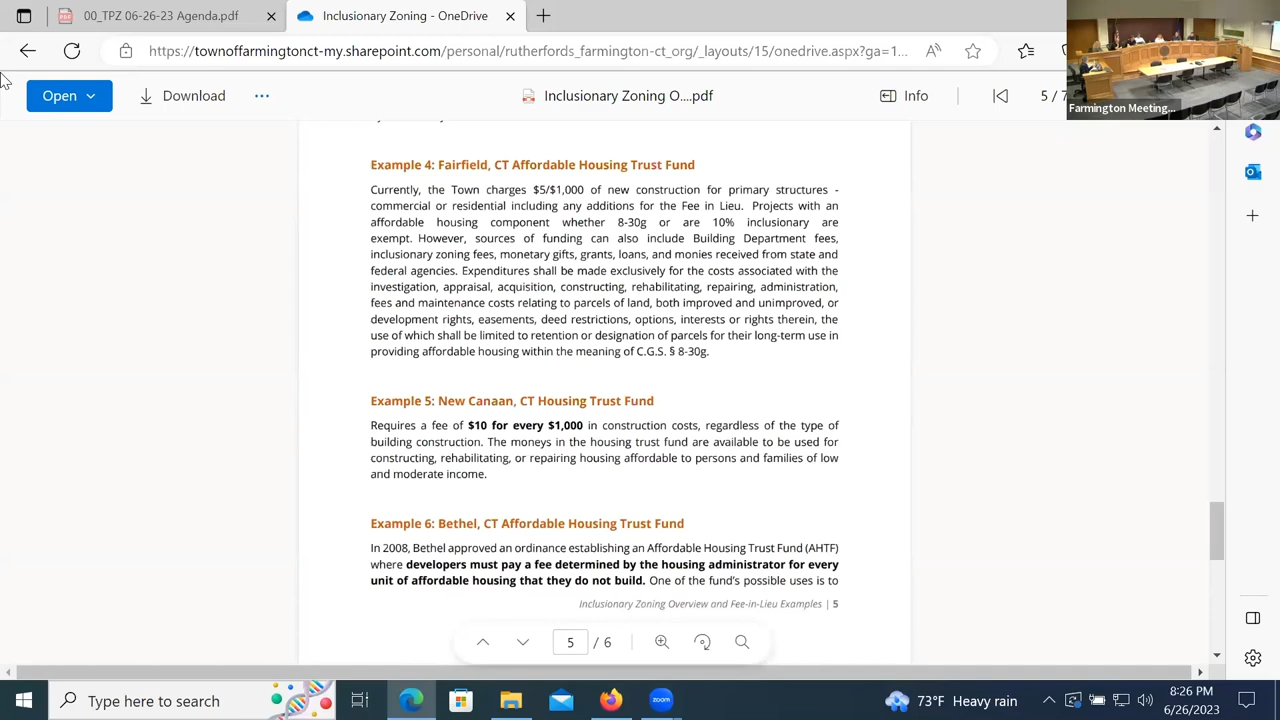 00_TPZ 06-26-23 Agenda.pdf
Inclusionary Zoning - OneDrive
https://townoffarmingtonct-my.sharepoint.com/personal/rutherfords_farmington-ct_org/_layouts/15/onedrive.aspx?ga=1...
Open
Download
Inclusionary Zoning O....pdf
Info
5 / 7
Farmington Meeting...
Example 4: Fairfield, CT Affordable Housing Trust Fund
Currently, the Town charges $5/$1,000 of new construction for primary structures -
commercial or residential including any additions for the Fee in Lieu. Projects with an
affordable housing component whether 8-30g or are 10% inclusionary are
exempt. However, sources of funding can also include Building Department fees,
inclusionary zoning fees, monetary gifts, grants, loans, and monies received from state and
federal agencies. Expenditures shall be made exclusively for the costs associated with the
investigation, appraisal, acquisition, constructing, rehabilitating, repairing, administration,
fees and maintenance costs relating to parcels of land, both improved and unimproved, or
development rights, easements, deed restrictions, options, interests or rights therein, the
use of which shall be limited to retention or designation of parcels for their long-term use in
providing affordable housing within the meaning of C.G.S. § 8-30g.
Example 5: New Canaan, CT Housing Trust Fund
Requires a fee of $10 for every $1,000 in construction costs, regardless of the type of
building construction. The moneys in the housing trust fund are available to be used for
constructing, rehabilitating, or repairing housing affordable to persons and families of low
and moderate income.
Example 6: Bethel, CT Affordable Housing Trust Fund
In 2008, Bethel approved an ordinance establishing an Affordable Housing Trust Fund (AHTF)
where developers must pay a fee determined by the housing administrator for every
unit of affordable housing that they do not build. One of the fund's possible uses is to
Inclusionary Zoning Overview and Fee-in-Lieu Examples | 5
5 / 6
Type here to search
zoom
73°F Heavy rain
8:26 PM
6/26/2023